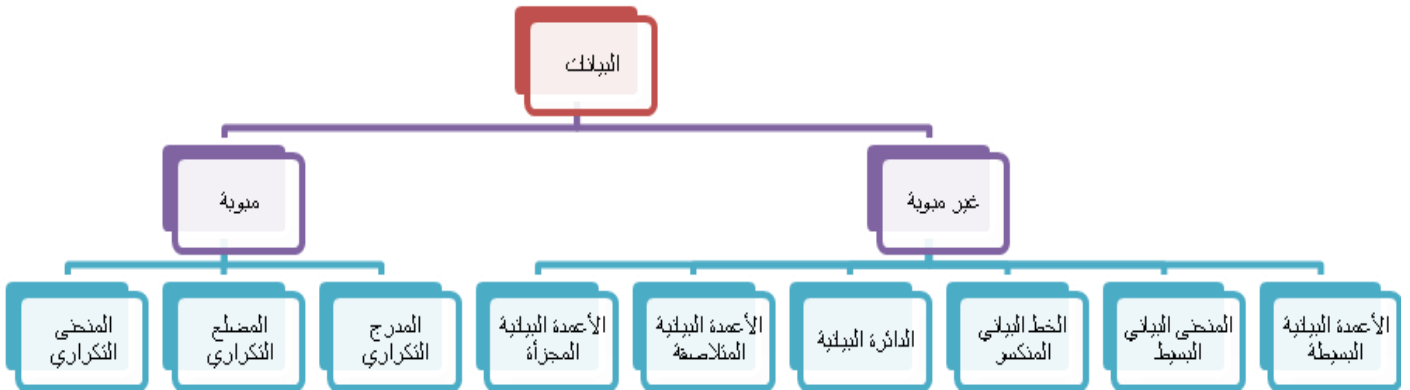 البيانات
غير مبوبة
مبوبة
الأعمدة البيانية
البسيطة
المنحنى البياني
البسيط
الخط البياني
المنكسر
الدائرة البيانية
الأعمدة البيانية
المتلاصقة
الأعمدة البيانية
المجزأة
المدرج
التكراري
المضلع
التكراري
المنحنى
التكراري